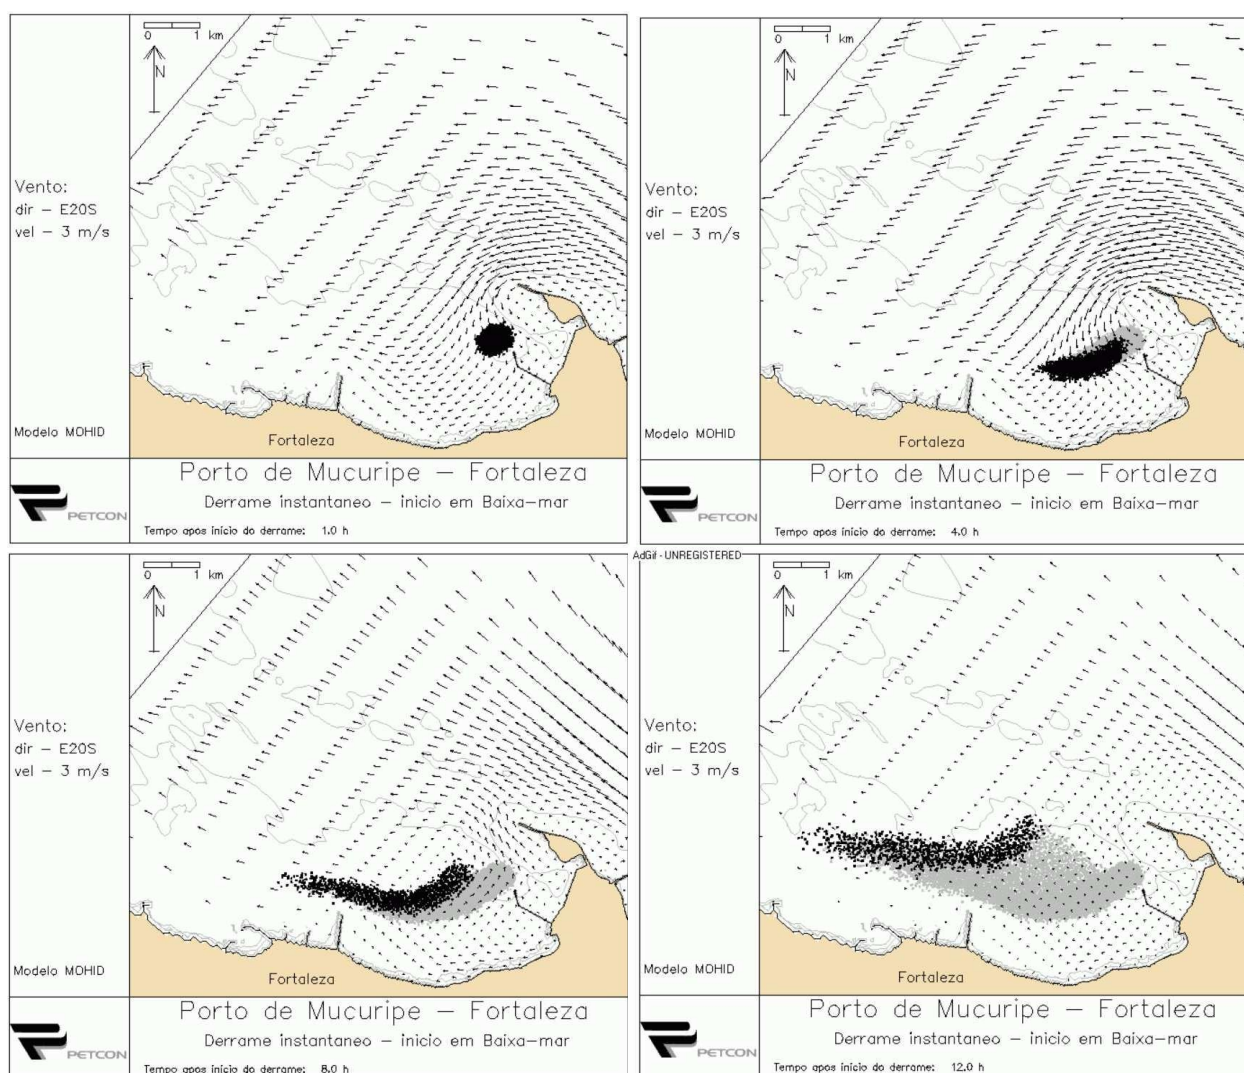 0 1 km
N
Vento:
dir - E20S
vel - 3 m/s
Modelo MOHID
Fortaleza
PETCON
Porto de Mucuripe - Fortaleza
Derrame instantaneo - inicio em Baixa-mar
Tempo apos inicio do derrame: 1.0 h
0 1 km
N
Vento:
dir - E20S
vel - 3 m/s
Modelo MOHID
Fortaleza
PETCON
Porto de Mucuripe - Fortaleza
Derrame instantaneo - inicio em Baixa-mar
Tempo apos inicio do derrame: 4.0 h
AdGif - UNREGISTERED
0 1 km
N
Vento:
dir - E20S
vel - 3 m/s
Modelo MOHID
Fortaleza
PETCON
Porto de Mucuripe - Fortaleza
Derrame instantaneo - inicio em Baixa-mar
Tempo apos inicio do derrame: 8.0 h
0 1 km
N
Vento:
dir - E20S
vel - 3 m/s
Modelo MOHID
Fortaleza
PETCON
Porto de Mucuripe - Fortaleza
Derrame instantaneo - inicio em Baixa-mar
Tempo apos inicio do derrame: 12.0 h